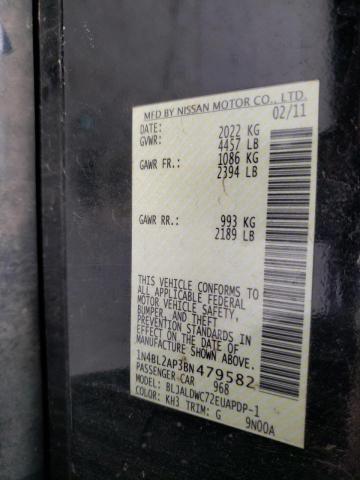 MFD BY NISSAN MOTOR CO., LTD.
DATE: 02/11
GVWR: 2022 KG
4457 LB
GAWR FR.: 1086 KG
2394 LB
GAWR RR.: 993 KG
2189 LB
THIS VEHICLE CONFORMS TO
ALL APPLICABLE FEDERAL
MOTOR VEHICLE SAFETY,
BUMPER, AND THEFT
PREVENTION STANDARDS IN
EFFECT ON THE DATE OF
MANUFACTURE SHOWN ABOVE.
1N4BL2AP3BN479582
PASSENGER CAR 968
MODEL: BLJALDWC72EUAPDP-1
COLOR: KH3 TRIM: G 9N00A